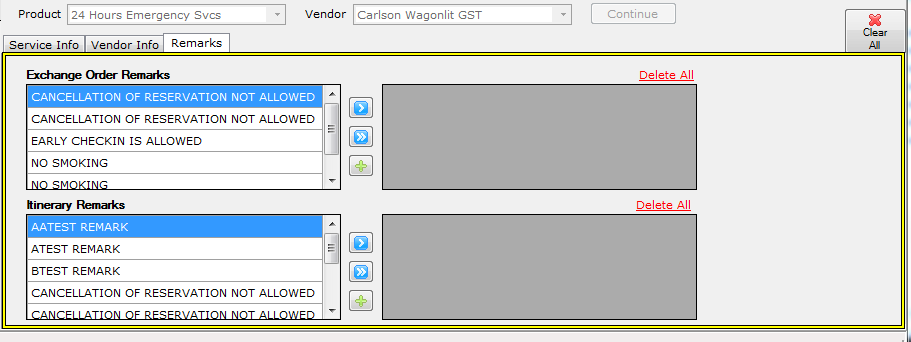 Product 24 Hours Emergency Svcs Vendor Carlson Wagonlit GST Continue
Clear
All
Service Info Vendor Info Remarks
Exchange Order Remarks Delete All
CANCELLATION OF RESERVATION NOT ALLOWED
CANCELLATION OF RESERVATION NOT ALLOWED
EARLY CHECKIN IS ALLOWED
NO SMOKING
NO SMOKING
Itinerary Remarks Delete All
AATEST REMARK
ATEST REMARK
BTEST REMARK
CANCELLATION OF RESERVATION NOT ALLOWED
CANCELLATION OF RESERVATION NOT ALLOWED